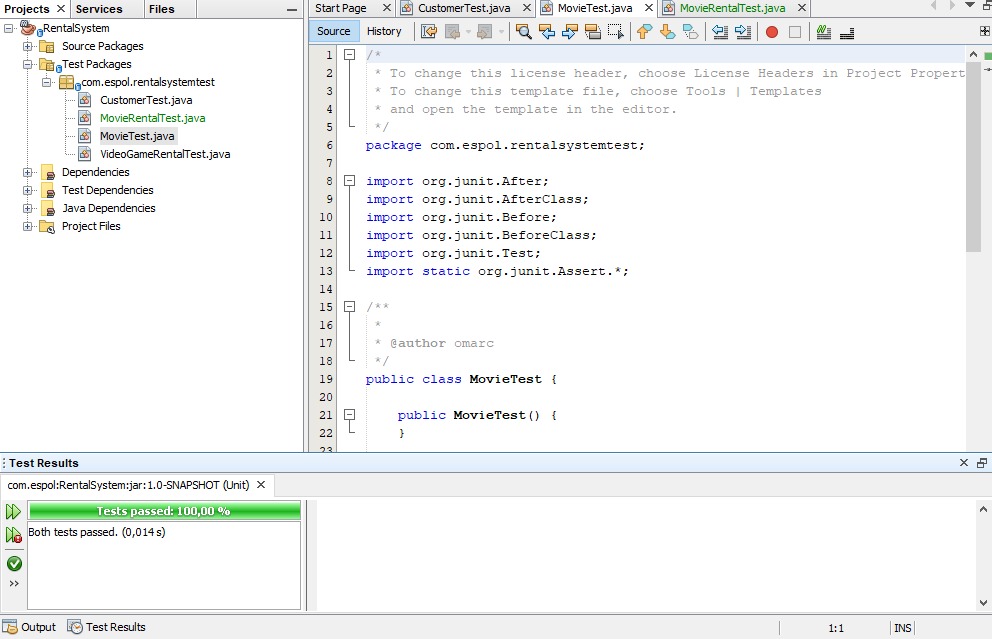 Projects Services Files
RentalSystem
Source Packages
Test Packages
com.espol.rentalsystemtest
CustomerTest.java
MovieRentalTest.java
MovieTest.java
VideoGameRentalTest.java
Dependencies
Test Dependencies
Java Dependencies
Project Files
Start Page CustomerTest.java MovieTest.java MovieRentalTest.java
Source History
1 /*
2 * To change this license header, choose License Headers in Project Propert
3 * To change this template file, choose Tools | Templates
4 * and open the template in the editor.
5 */
6 package com.espol.rentalsystemtest;
7
8 import org.junit.After;
9 import org.junit.AfterClass;
10 import org.junit.Before;
11 import org.junit.BeforeClass;
12 import org.junit.Test;
13 import static org.junit.Assert.*;
14
15 /**
16 *
17 * @author omarc
18 */
19 public class MovieTest {
20
21 public MovieTest() {
22 }
23
Test Results
com.espol:RentalSystem:jar:1.0-SNAPSHOT (Unit)
Tests passed: 100,00 %
Both tests passed. (0,014 s)
Output Test Results
1:1 INS